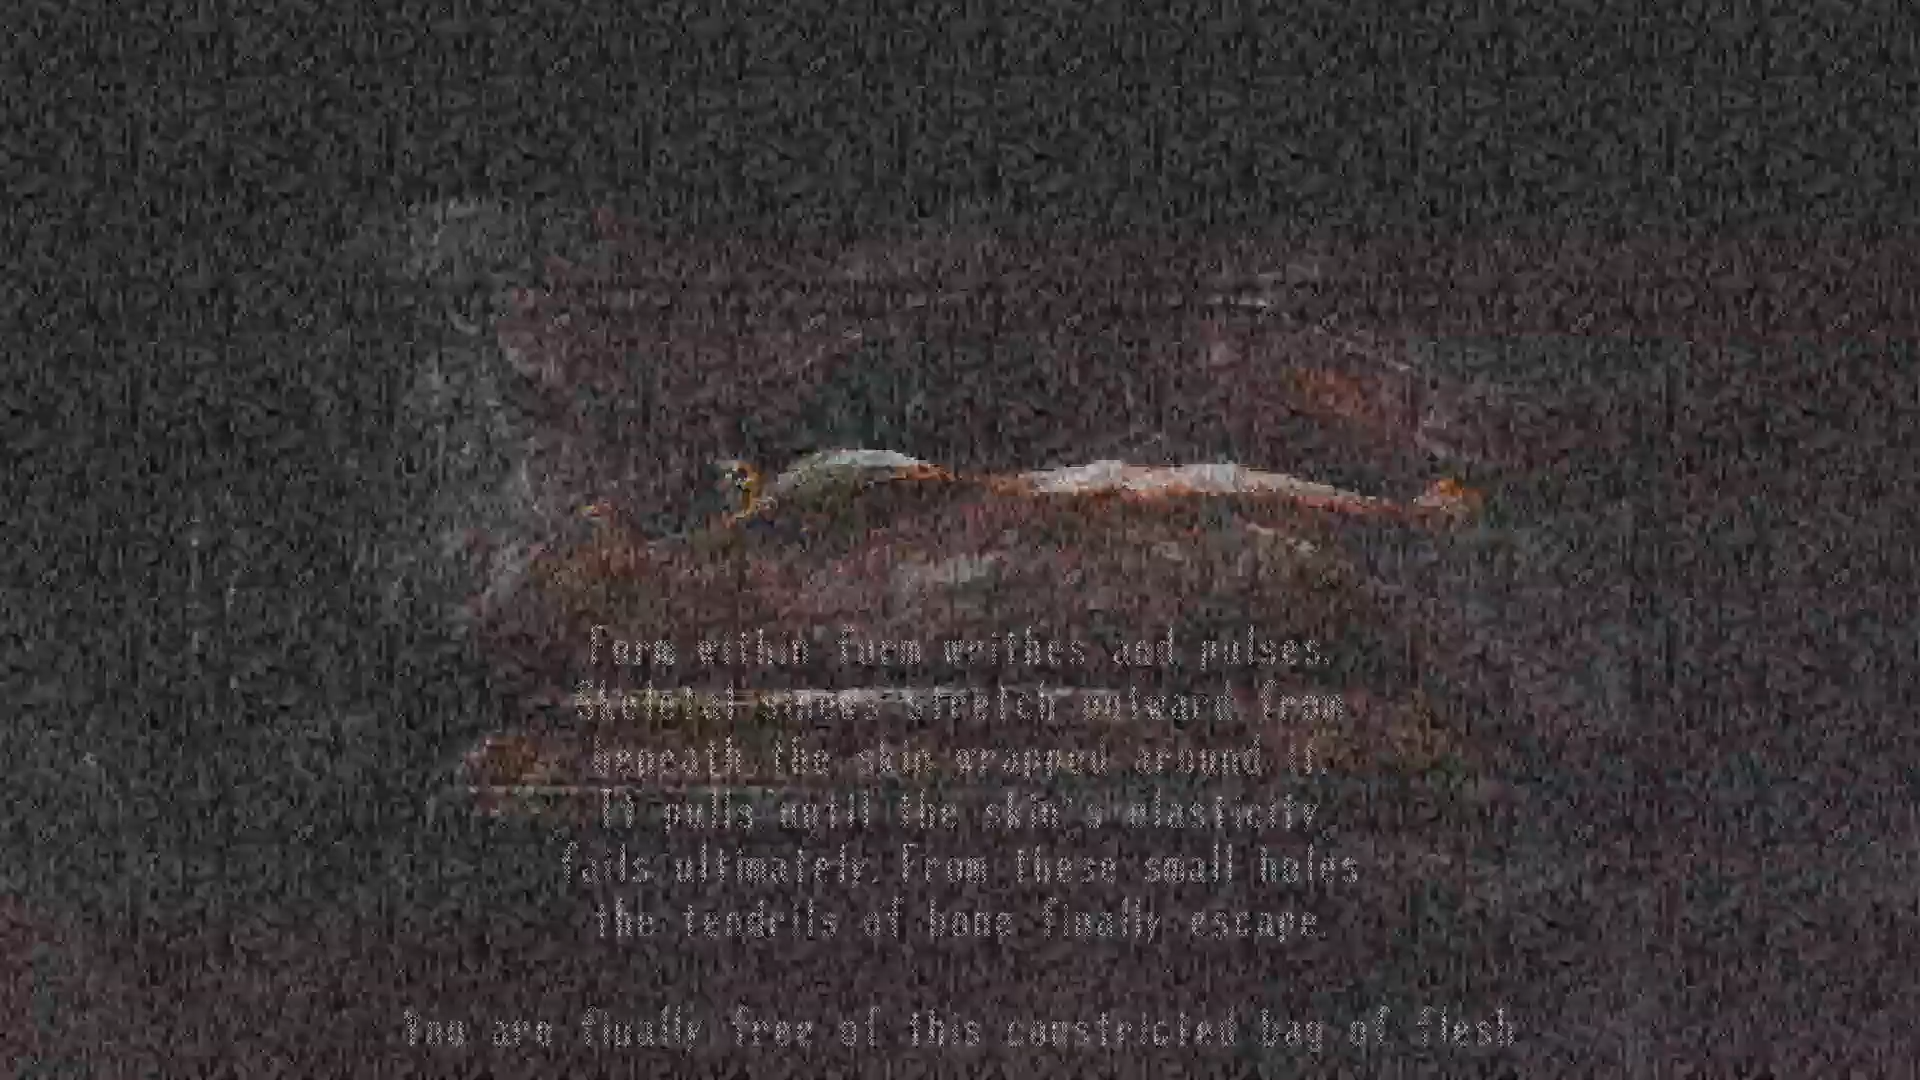 Form within form writhes and pulses.
Skeletal sinews stretch outward from
beneath the skin wrapped around it.
It pulls until the skin's elasticity
fails ultimately. From these small holes
the tendrils of bone finally escape.
You are finally free of this constricted bag of flesh